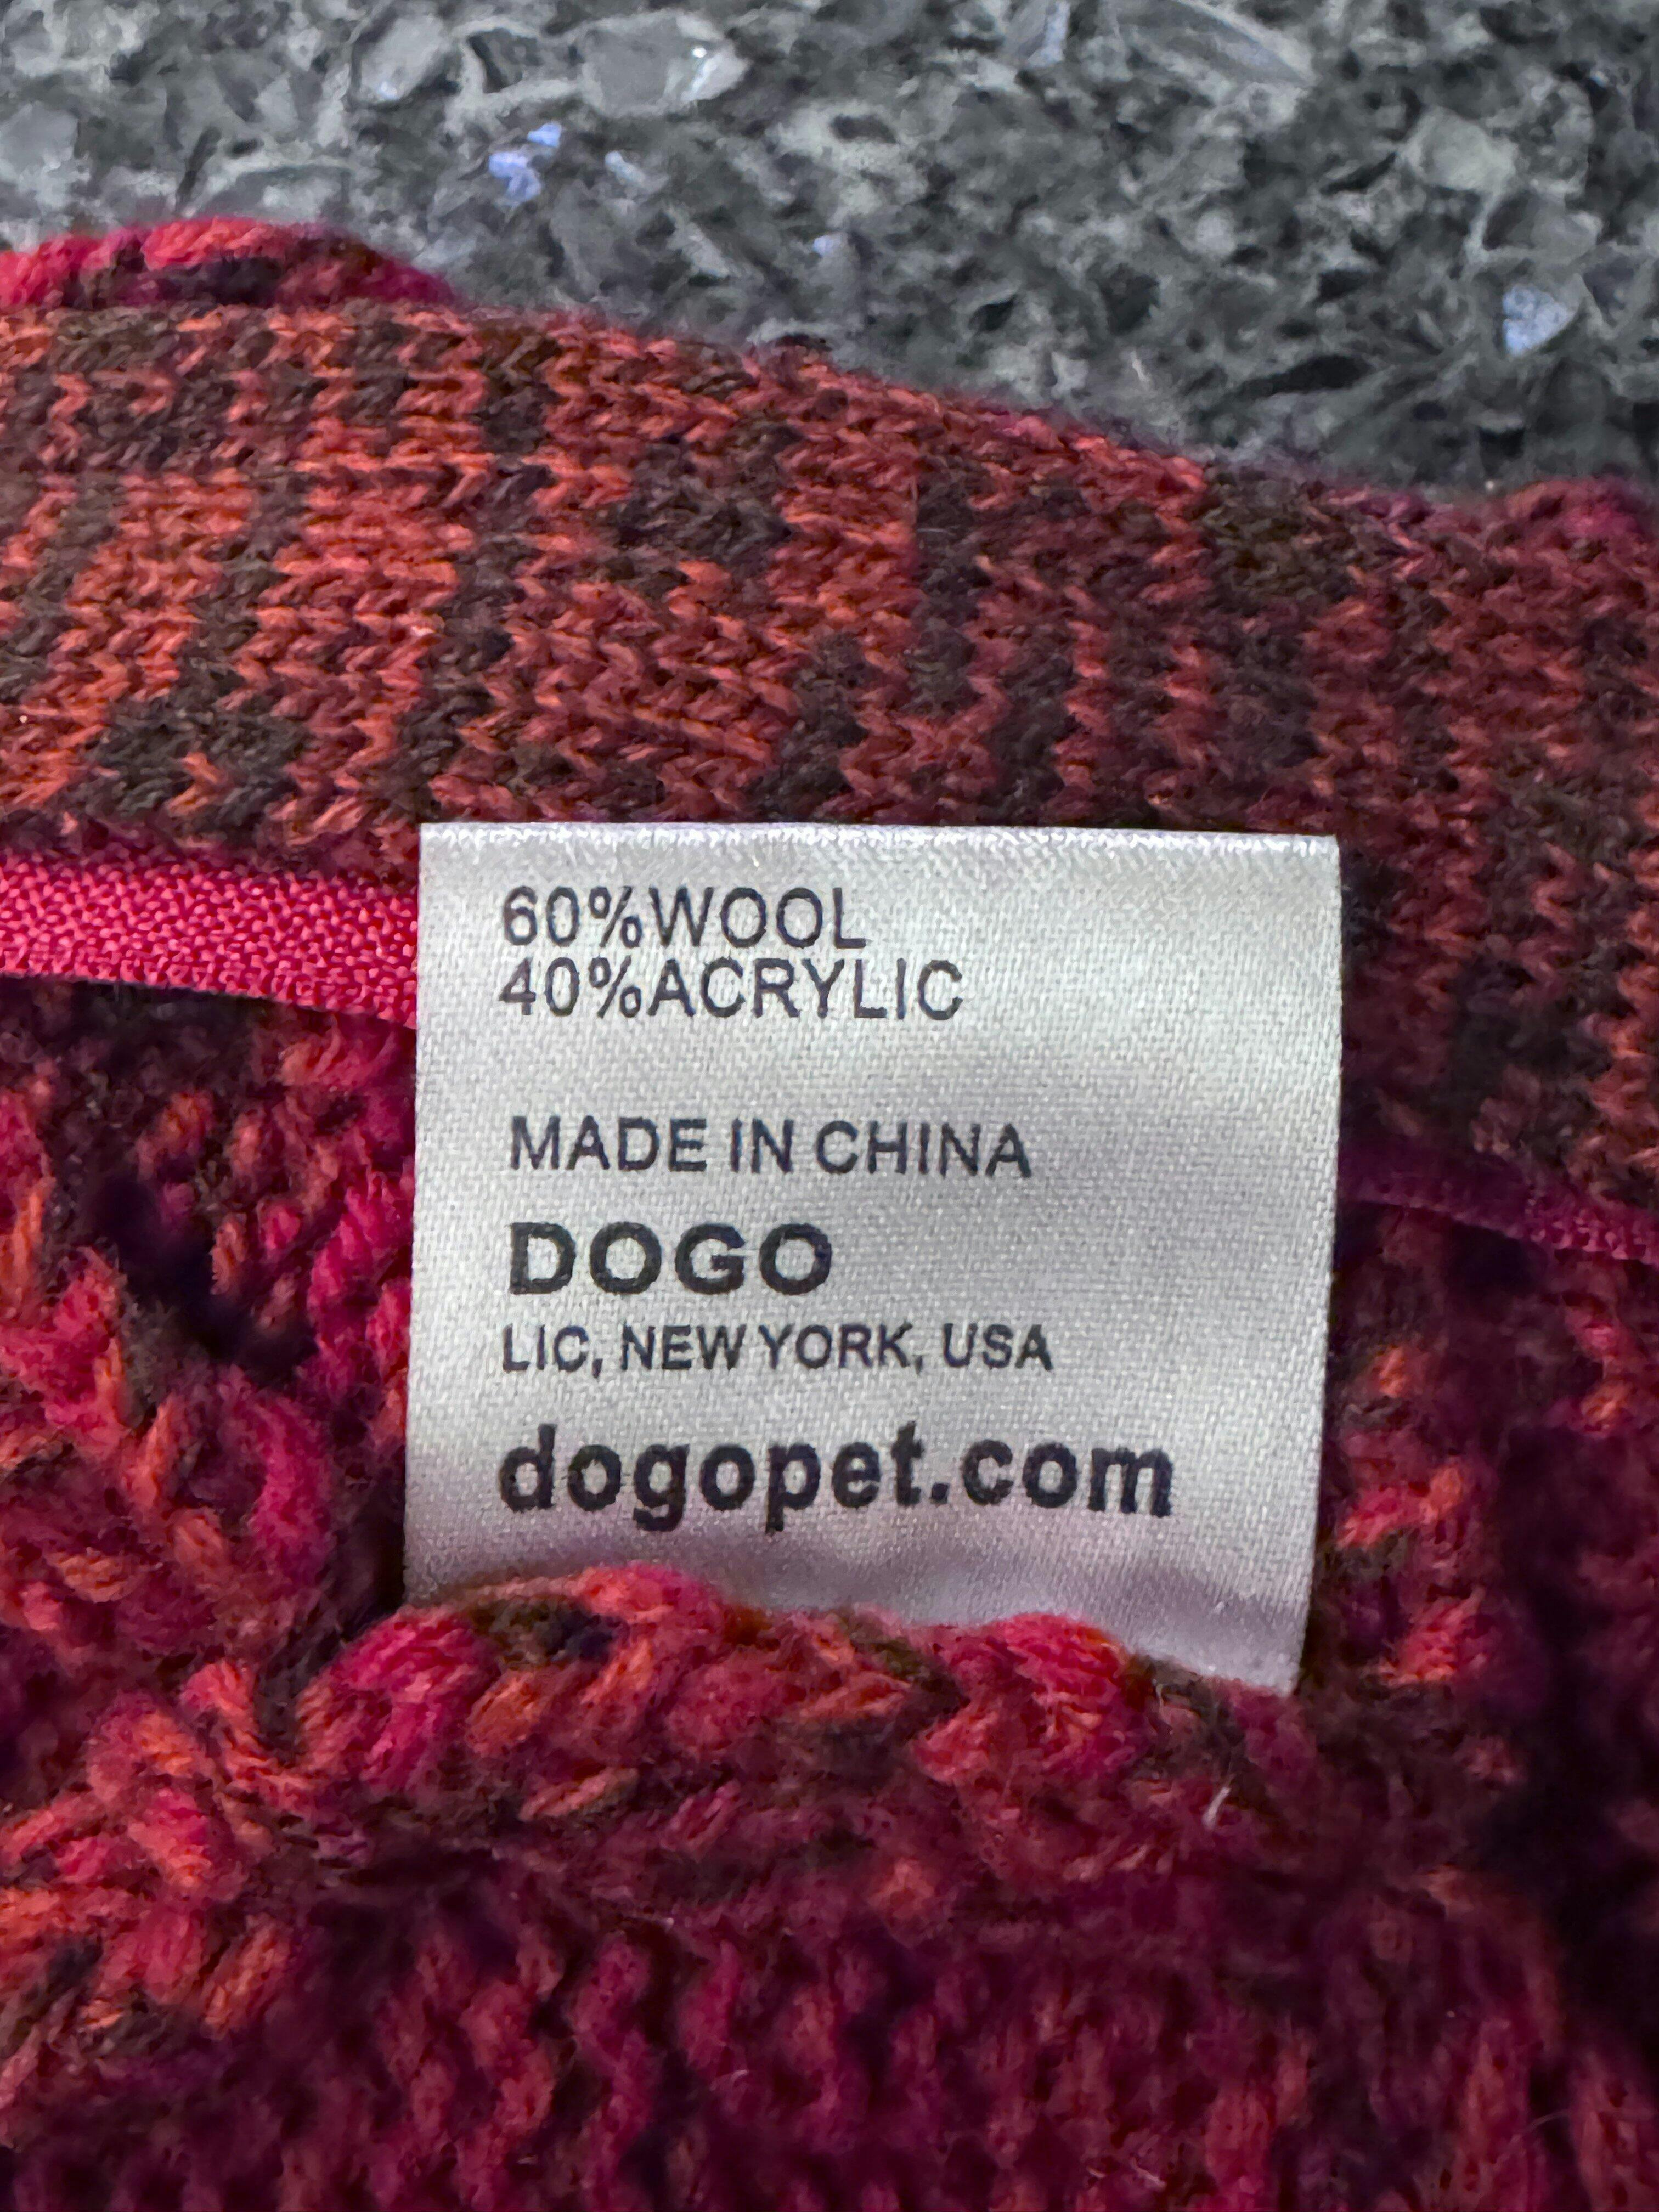 60%WOOL
40%ACRYLIC
MADE IN CHINA
DOGO
LIC, NEW YORK, USA
dogopet.com